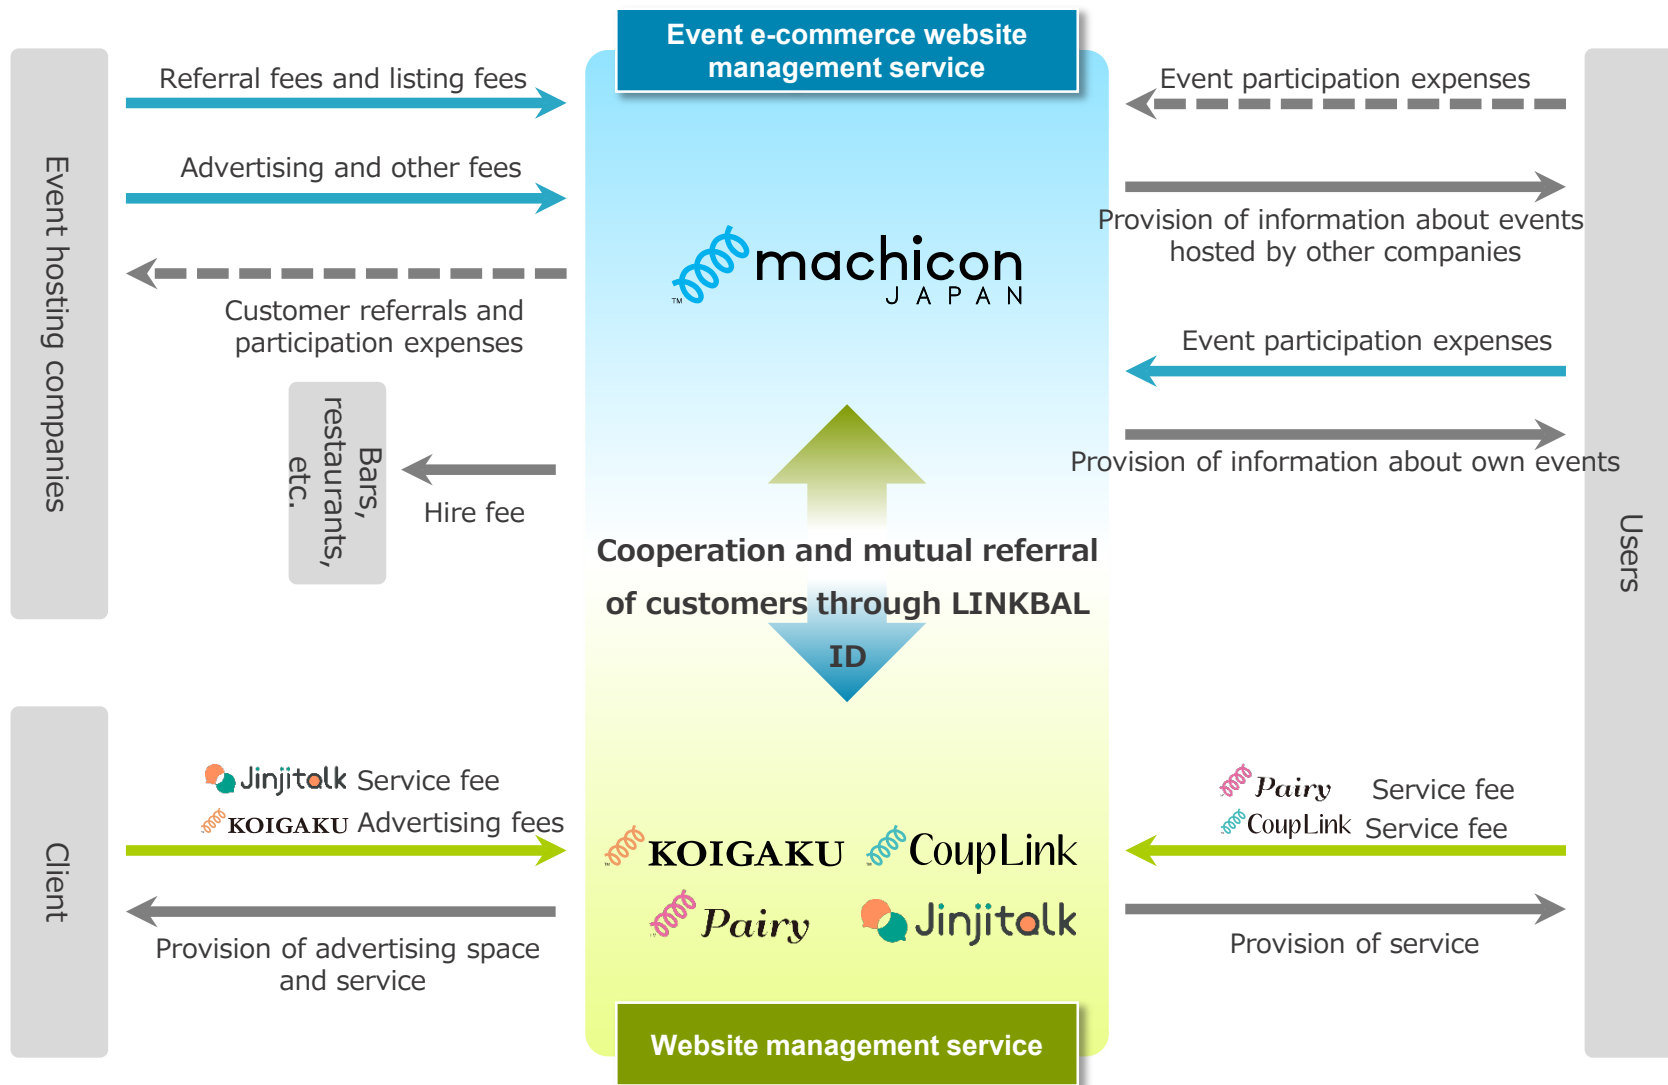 Event e-commerce website
management service
Event hosting companies
Referral fees and listing fees
Advertising and other fees
Customer referrals and
participation expenses
Bars,
restaurants,
etc.
Hire fee
™
machicon
JAPAN
Event participation expenses
Provision of information about events
hosted by other companies
Event participation expenses
Provision of information about own events
Users
Cooperation and mutual referral
of customers through LINKBAL
ID
Client
Jinjitalk Service fee
KOIGAKU Advertising fees
Provision of advertising space
and service
KOIGAKU
CoupLink
Pairy
Jinjitalk
Pairy Service fee
CoupLink Service fee
Provision of service
Website management service